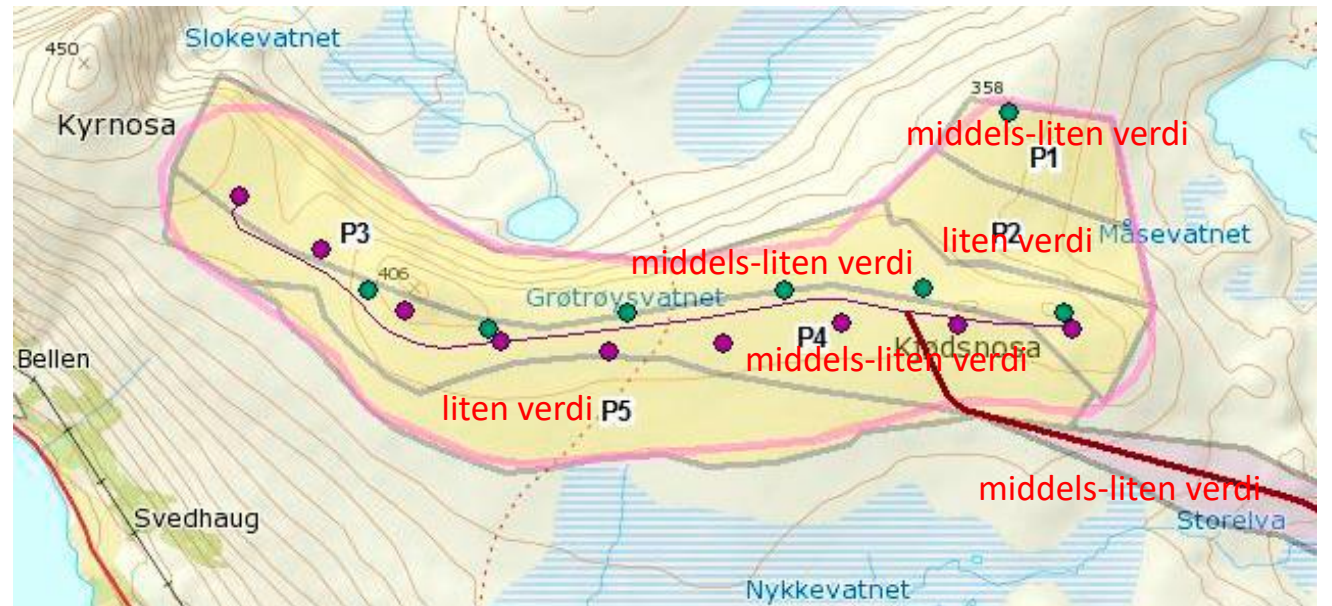 Slokevatnet
450
Kyrnosa
358
middels-liten verdi
P1
P2
liten verdi
Måsevatnet
P3
middels-liten verdi
406
Grøtrøysvatnet
P4
Kjødsnosa
middels-liten verdi
Bellen
liten verdi
P5
middels-liten verdi
Svedhaug
Storelva
Nykkevatnet